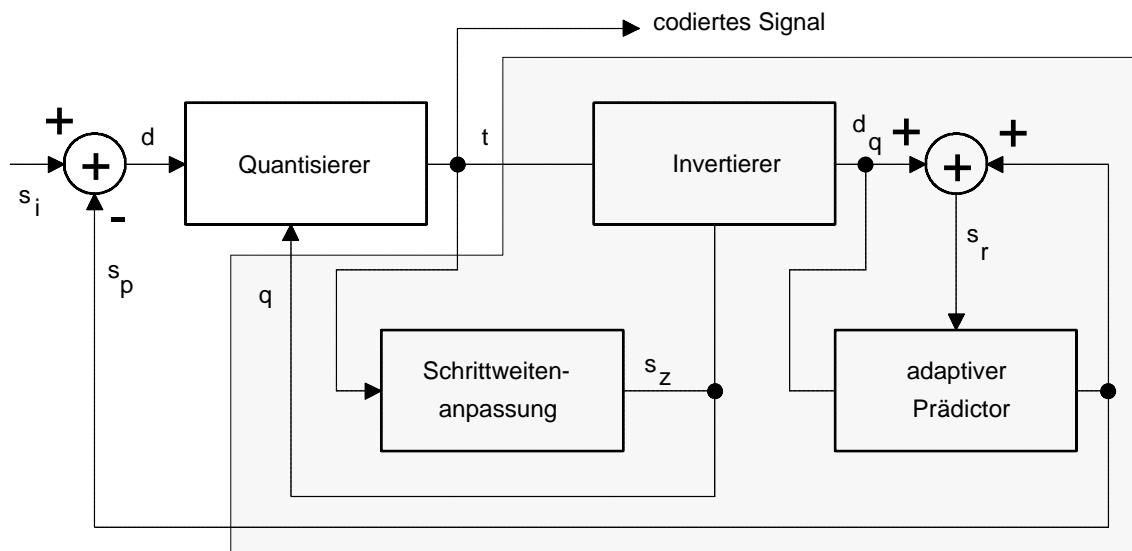 codiertes Signal
+
d
Quantisierer
t
Invertierer
d q
+
+
+
+
s i
-
s p
q
s r
Schrittweiten-
anpassung
s z
adaptiver
Prädictor